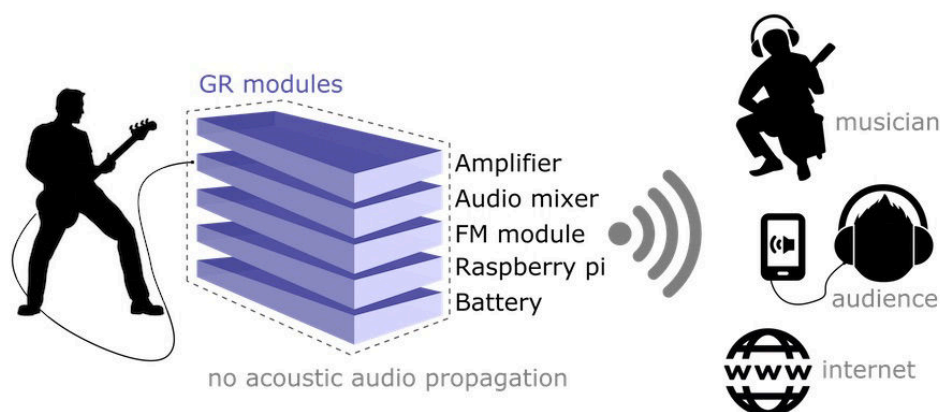 GR modules
Amplifier
Audio mixer
FM module
Raspberry pi
Battery
no acoustic audio propagation
musician
audience
www
internet